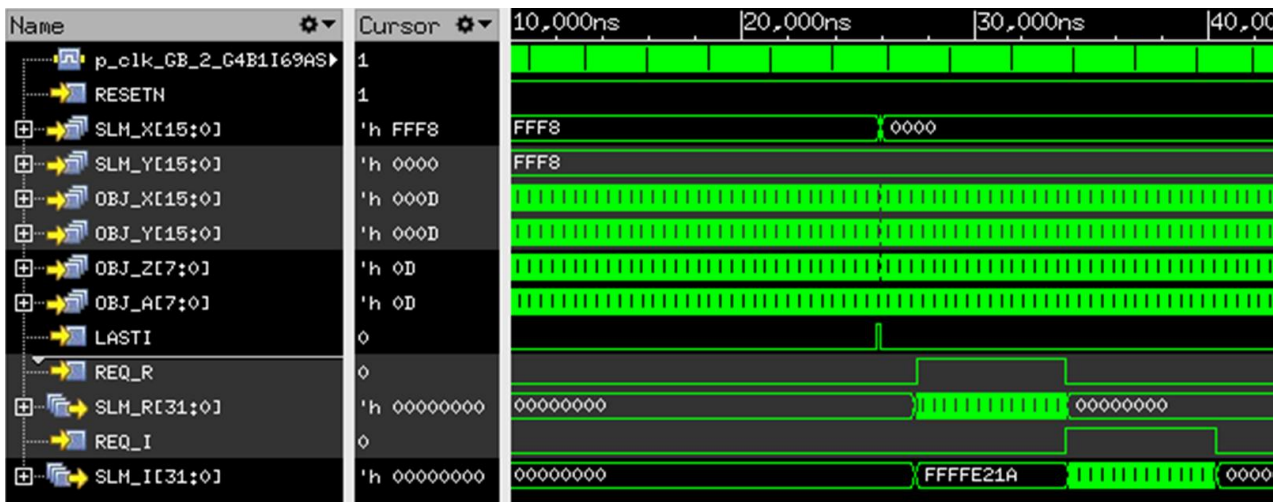 Name Cursor 10,000ns |20,000ns |30,000ns |40,00
p_clk_GB_2_G4B1I69AS 1
RESETN 1
SLM_X[15:0] 'h FFF8 FFF8 0000
SLM_Y[15:0] 'h 0000 FFF8
OBJ_X[15:0] 'h 000D
OBJ_Y[15:0] 'h 000D
OBJ_Z[7:0] 'h 0D
OBJ_A[7:0] 'h 0D
LASTI 0
REQ_R 0
SLM_R[31:0] 'h 00000000 00000000 00000000
REQ_I 0
SLM_I[31:0] 'h 00000000 00000000 FFFFE21A 0000